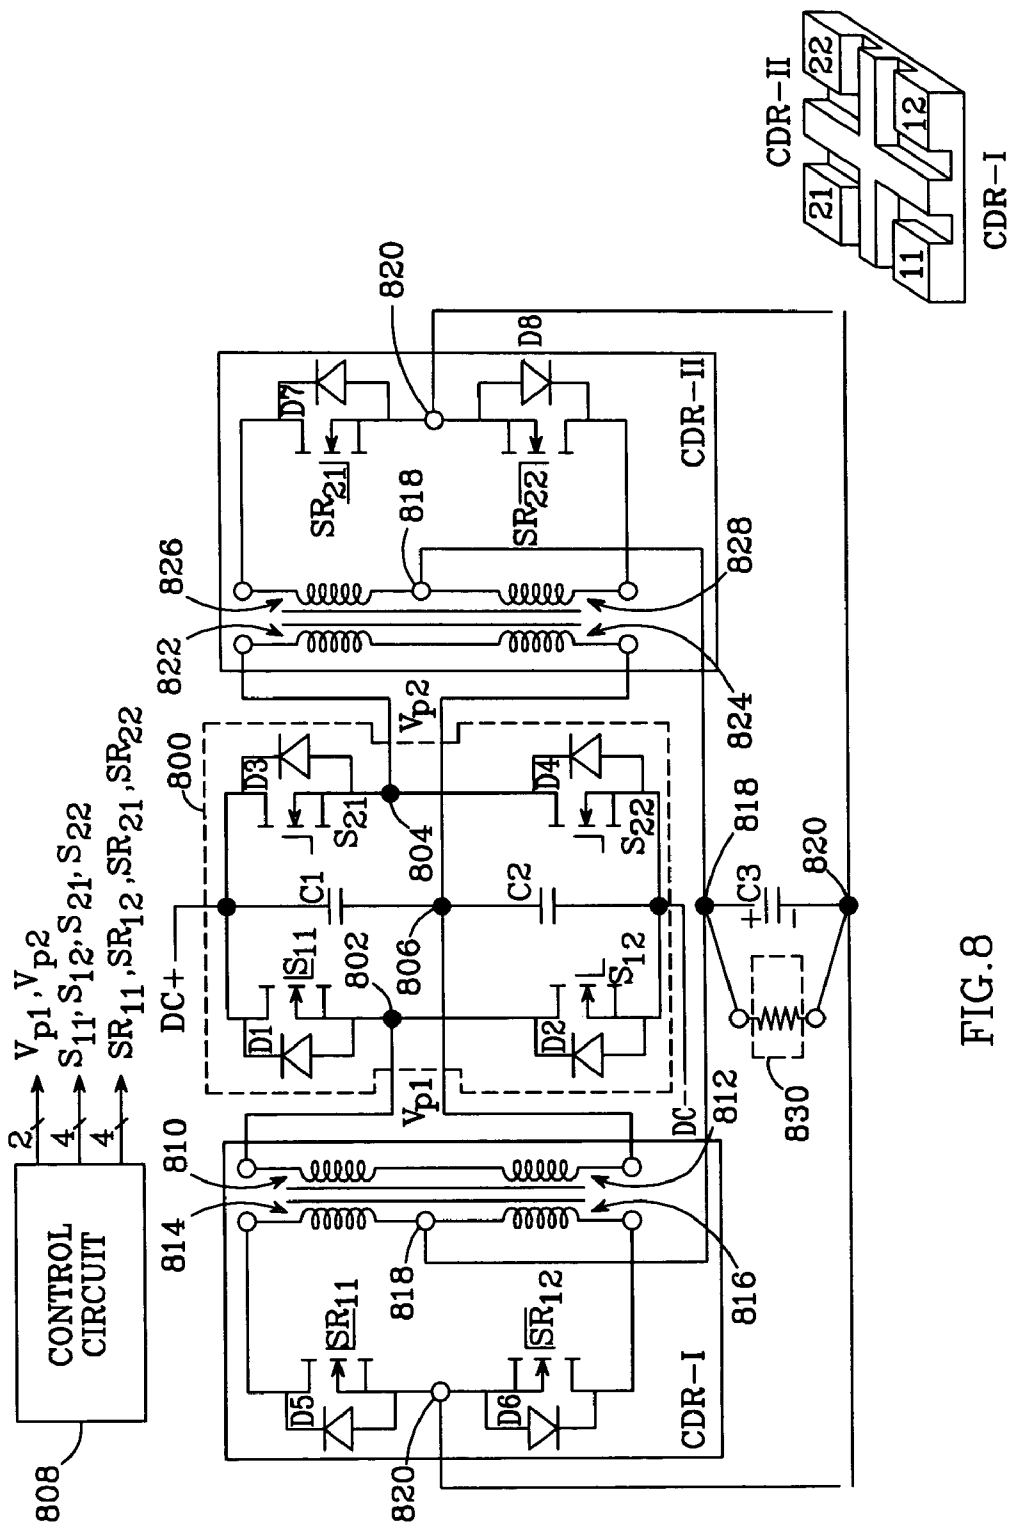 808
CONTROL
CIRCUIT
2
4
4
Vp1, Vp2
S11, S12, S21, S22
SR11, SR12, SR21, SR22
800
DC+
DC-
D1
S11
802
D2
S12
C1
806
C2
D3
S21
804
D4
S22
Vp1
Vp2
810
814
812
816
818
D5
SR11
820
D6
SR12
CDR-I
822
826
824
828
818
D7
SR21
820
D8
SR22
CDR-II
818
C3
+
820
830
CDR-II
21
22
11
12
CDR-I
FIG.8